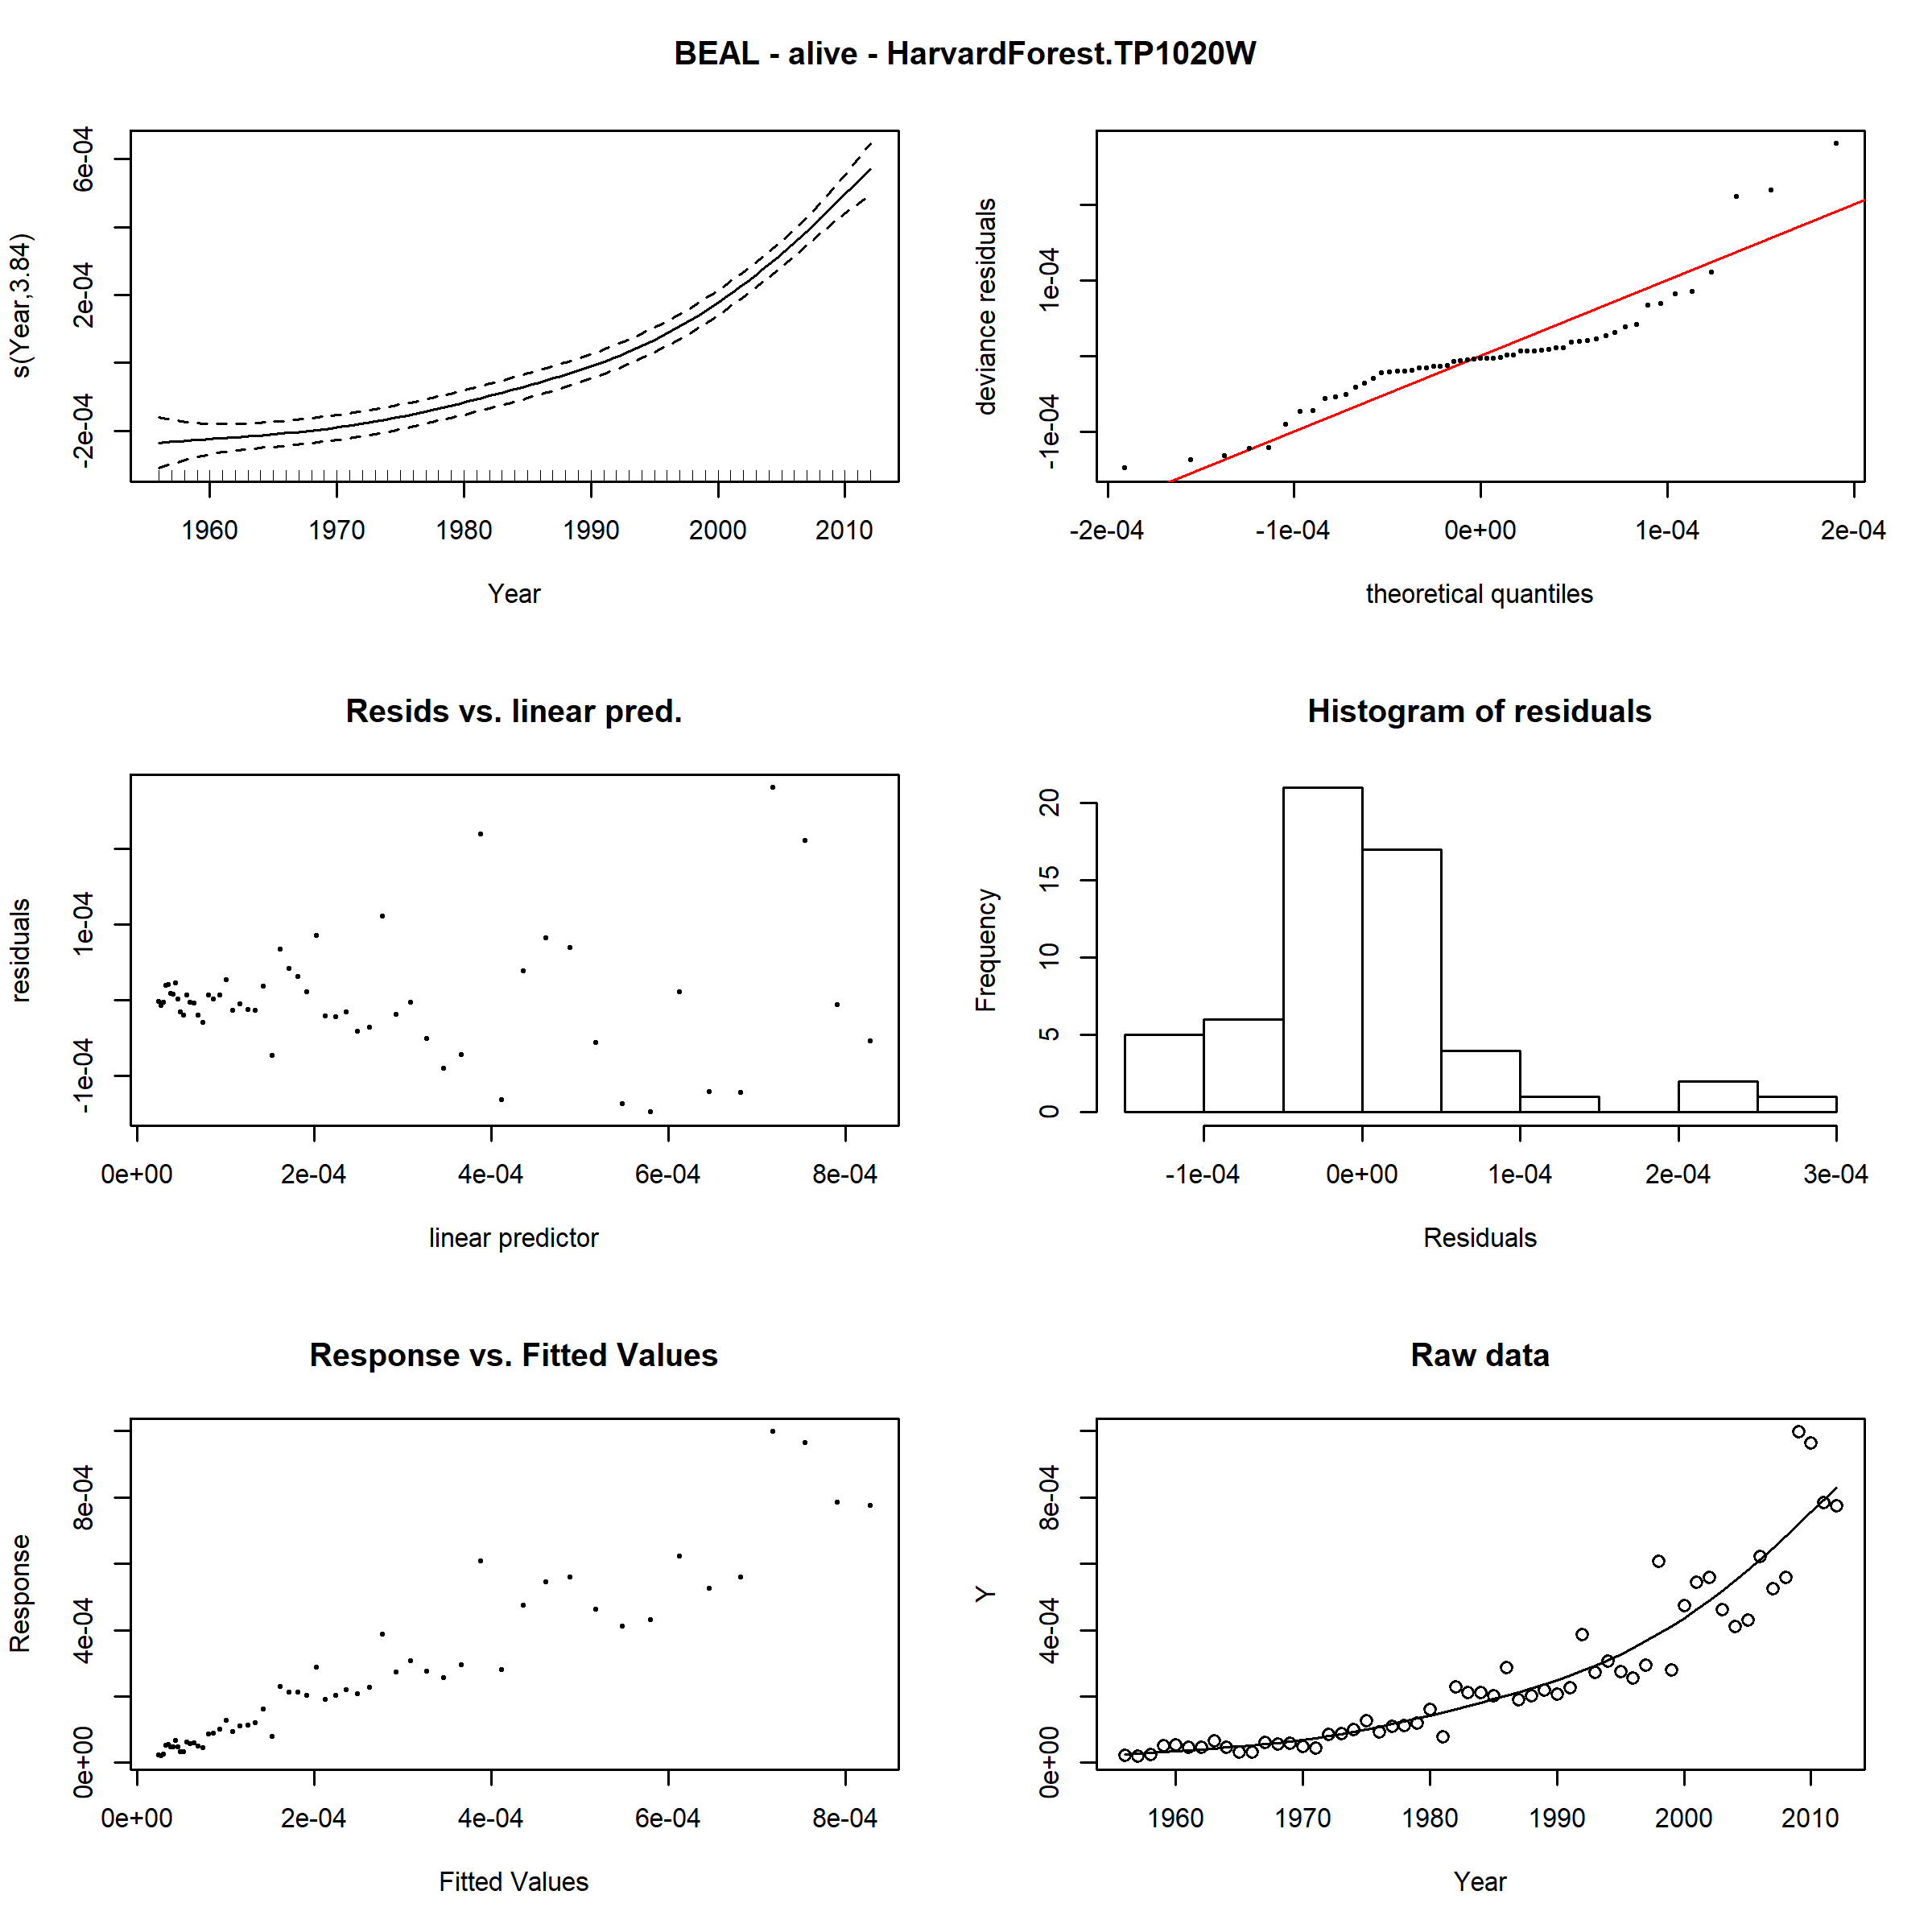 BEAL - alive - HarvardForest.TP1020W
s(Year,3.84)
-2e-04 2e-04 6e-04
1960 1970 1980 1990 2000 2010
Year
deviance residuals
-1e-04 1e-04
-2e-04 -1e-04 0e+00 1e-04 2e-04
theoretical quantiles
Resids vs. linear pred.
residuals
-1e-04 1e-04
0e+00 2e-04 4e-04 6e-04 8e-04
linear predictor
Histogram of residuals
Frequency
0 5 10 15 20
-1e-04 0e+00 1e-04 2e-04 3e-04
Residuals
Response vs. Fitted Values
Response
0e+00 4e-04 8e-04
0e+00 2e-04 4e-04 6e-04 8e-04
Fitted Values
Raw data
Y
0e+00 4e-04 8e-04
1960 1970 1980 1990 2000 2010
Year